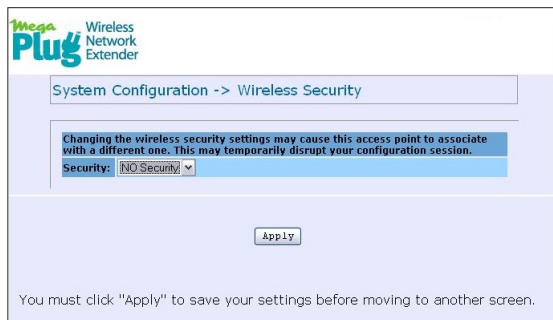 Mega
Plug
Wireless
Network
Extender
System Configuration -> Wireless Security
Changing the wireless security settings may cause this access point to associate
with a different one. This may temporarily disrupt your configuration session.
Security: NO Security
Apply
You must click "Apply" to save your settings before moving to another screen.